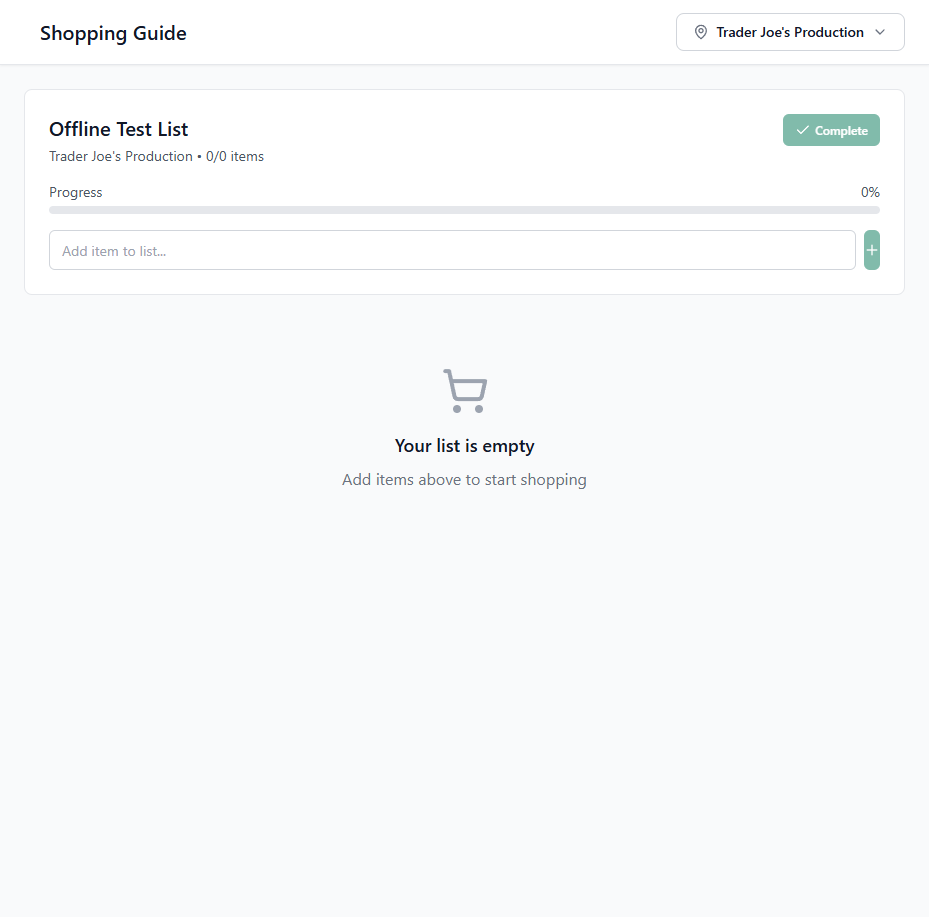 Shopping Guide
Trader Joe's Production
Offline Test List
Complete
Trader Joe's Production • 0/0 items
Progress
0%
Add item to list...
+
Your list is empty
Add items above to start shopping